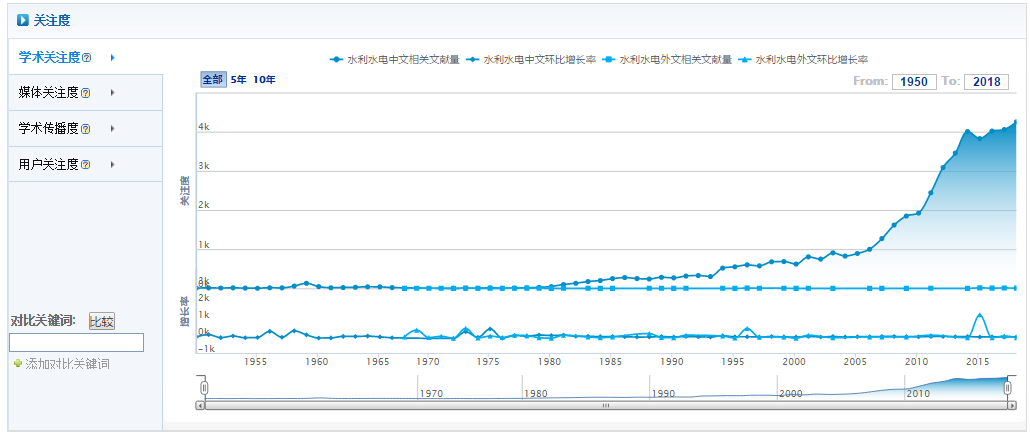 关注度
学术关注度
媒体关注度
学术传播度
用户关注度
对比关键词: 比较
添加对比关键词
水利水电中文相关文献量 水利水电中文环比增长率 水利水电外文相关文献量 水利水电外文环比增长率
全部 5年 10年
From: 1950 To: 2018
关注度
4k
3k
2k
1k
0k
增长率
2k
1k
0k
-1k
1955 1960 1965 1970 1975 1980 1985 1990 1995 2000 2005 2010 2015
1970 1980 1990 2000 2010